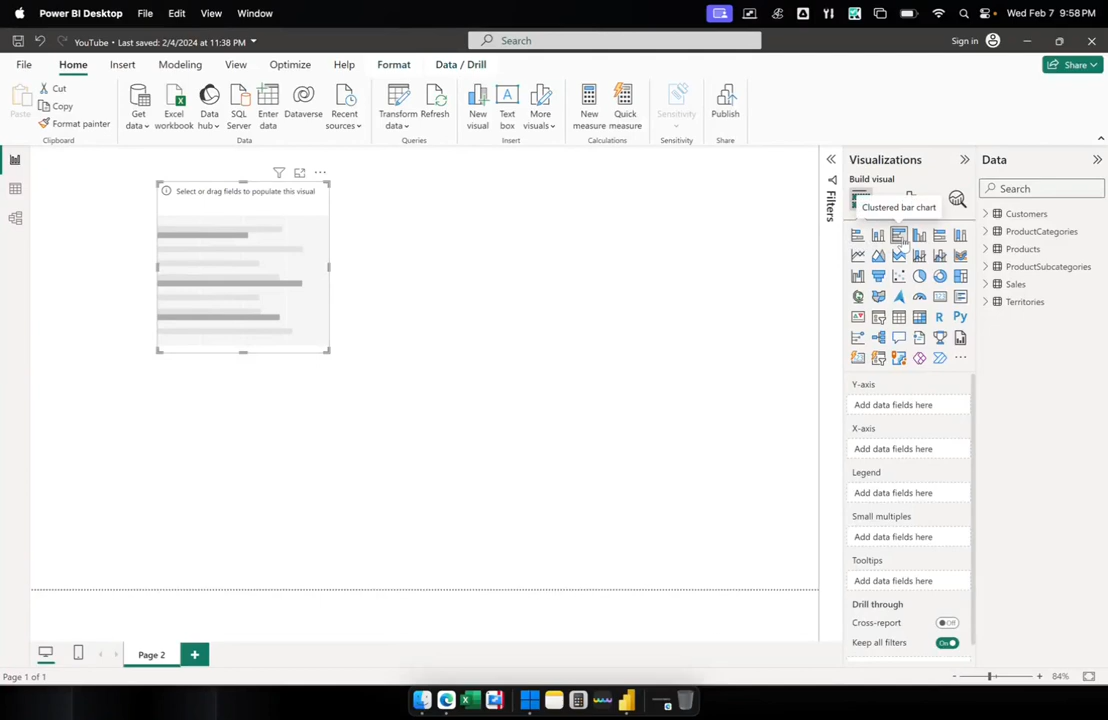 Power BI Desktop File Edit View Window Wed Feb 7 9:58 PM
YouTube • Last saved: 2/4/2024 at 11:38 PM Search Sign in
File Home Insert Modeling View Optimize Help Format Data / Drill Share
Paste
Cut
Copy
Format painter
Get data
Excel workbook
Data hub
SQL Server
Enter data
Dataverse
Recent sources
Transform data
Refresh
New visual
Text box
More visuals
New measure
Quick measure
Sensitivity
Publish
Clipboard Data Queries Insert Calculations Sensitivity Share
Select or drag fields to populate this visual
Filters
Visualizations
Build visual
Clustered bar chart
R Py
Y-axis
Add data fields here
X-axis
Add data fields here
Legend
Add data fields here
Small multiples
Add data fields here
Tooltips
Add data fields here
Drill through
Cross-report Off
Keep all filters On
Data
Search
Customers
ProductCategories
Products
ProductSubcategories
Sales
Territories
Page 2
Page 1 of 1 84%